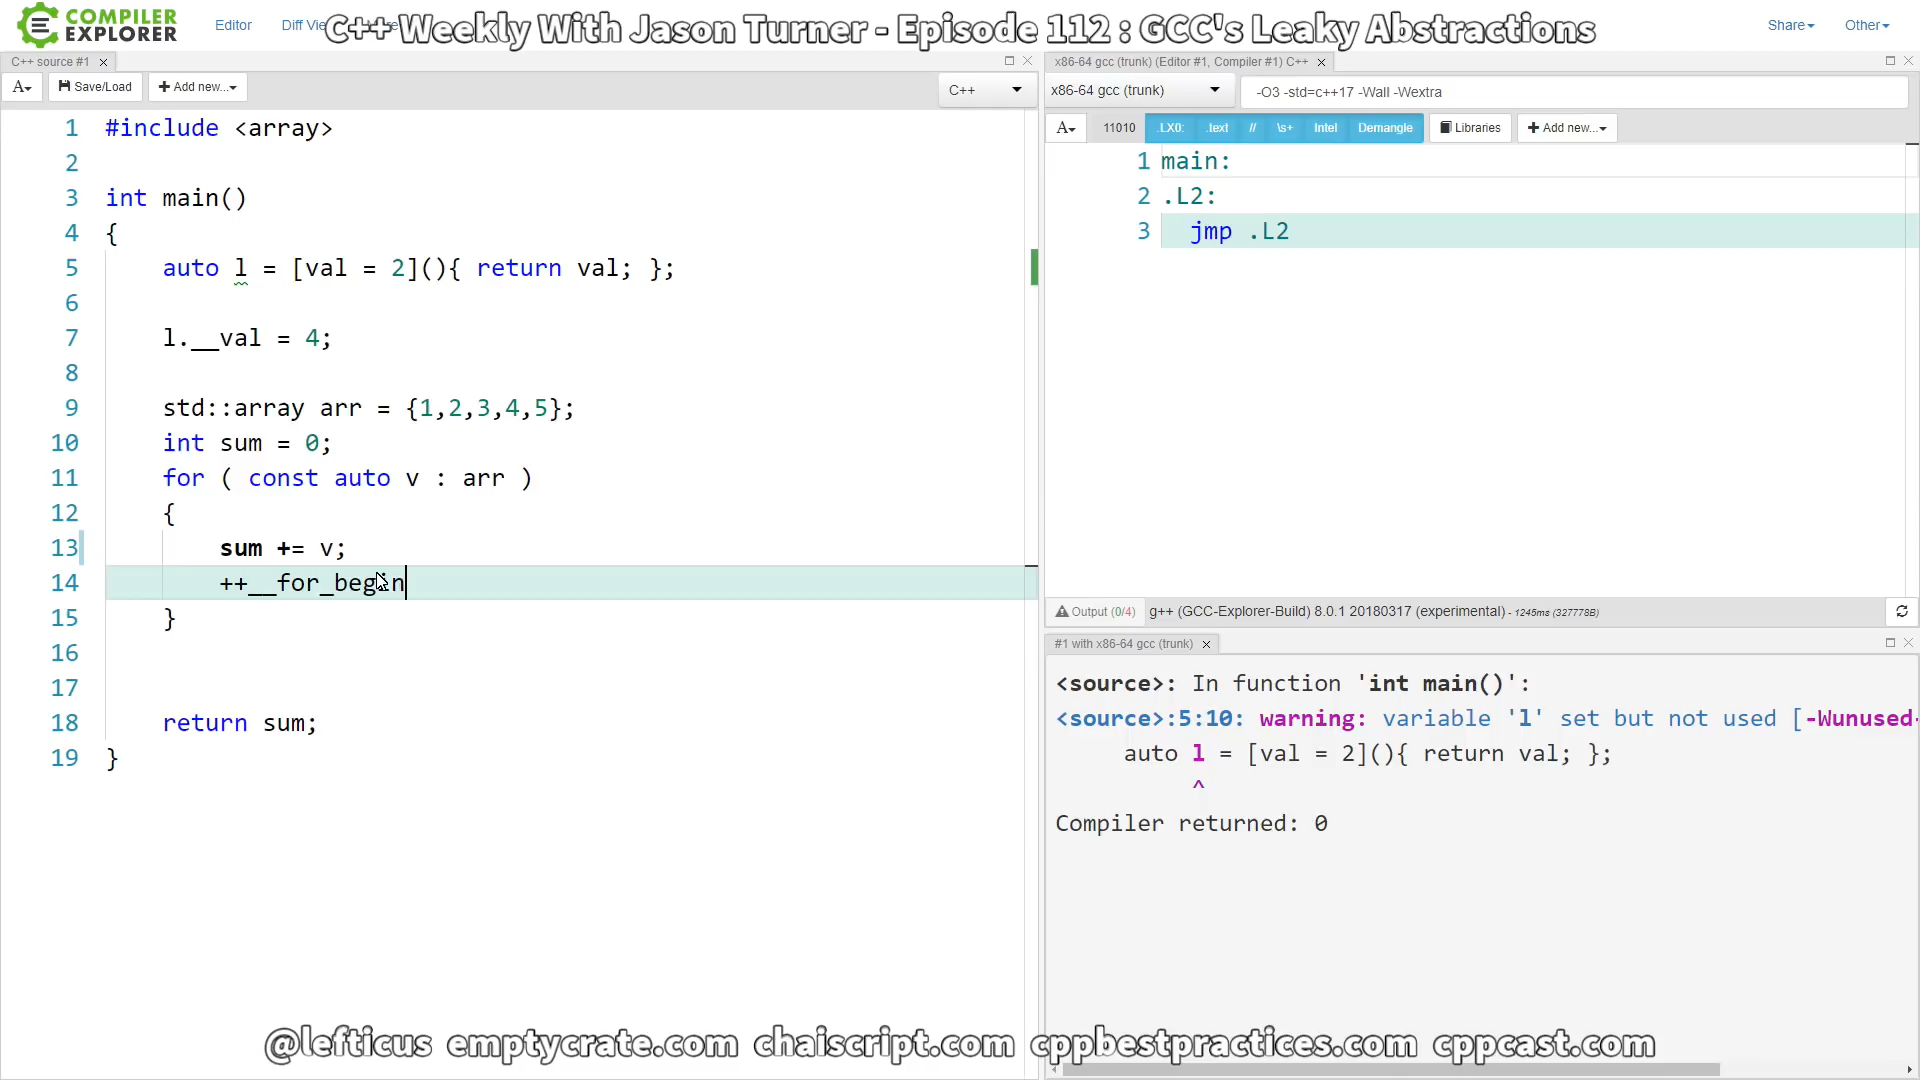 COMPILER
EXPLORER
Editor
Diff Vi
C++ Weekly With Jason Turner - Episode 112 : GCC's Leaky Abstractions
Share
Other
C++ source #1
A
Save/Load
Add new...
C++
1 #include <array>
2
3 int main()
4 {
5 auto l = [val = 2](){ return val; };
6
7 l.__val = 4;
8
9 std::array arr = {1,2,3,4,5};
10 int sum = 0;
11 for ( const auto v : arr )
12 {
13 sum += v;
14 ++__for_begin
15 }
16
17
18 return sum;
19 }
x86-64 gcc (trunk) (Editor #1, Compiler #1) C++
x86-64 gcc (trunk)
-O3 -std=c++17 -Wall -Wextra
A
11010
.LX0:
.text
//
\s+
Intel
Demangle
Libraries
Add new...
1 main:
2 .L2:
3 jmp .L2
Output (0/4) g++ (GCC-Explorer-Build) 8.0.1 20180317 (experimental) - 1245ms (327778B)
#1 with x86-64 gcc (trunk)
<source>: In function 'int main()':
<source>:5:10: warning: variable 'l' set but not used [-Wunused-
auto l = [val = 2](){ return val; };
^
Compiler returned: 0
@lefticus emptycrate.com chaiscript.com cppbestpractices.com cppcast.com